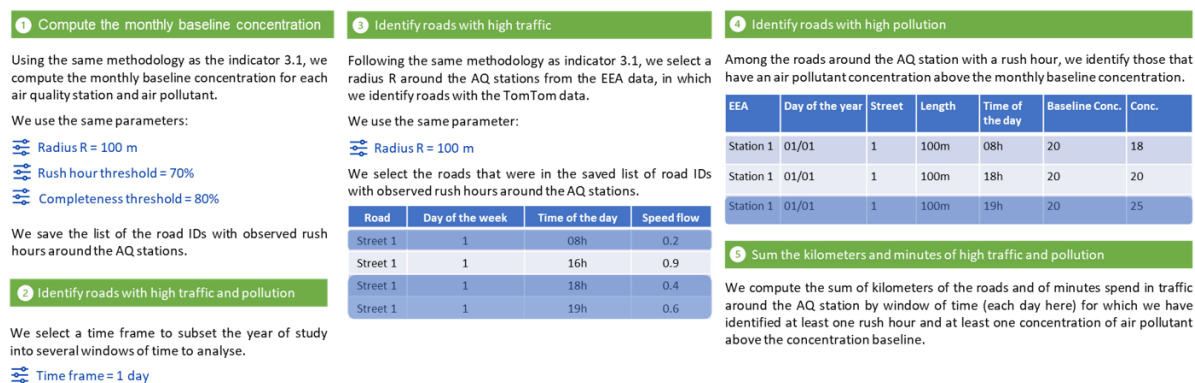 1 Compute the monthly baseline concentration
Using the same methodology as the indicator 3.1, we
compute the monthly baseline concentration for each
air quality station and air pollutant.
We use the same parameters:
Radius R = 100 m
Rush hour threshold = 70%
Completeness threshold = 80%
We save the list of the road IDs with observed rush
hours around the AQ stations.
2 Identify roads with high traffic and pollution
We select a time frame to subset the year of study
into several windows of time to analyse.
Time frame = 1 day
3 Identify roads with high traffic
Following the same methodology as indicator 3.1, we select a
radius R around the AQ stations from the EEA data, in which
we identify roads with the TomTom data.
We use the same parameter:
Radius R = 100 m
We select the roads that were in the saved list of road IDs
with observed rush hours around the AQ stations.
Road Day of the week Time of the day Speed flow
Street 1 1 08h 0.2
Street 1 1 16h 0.9
Street 1 1 18h 0.4
Street 1 1 19h 0.6
4 Identify roads with high pollution
Among the roads around the AQ station with a rush hour, we identify those that
have an air pollutant concentration above the monthly baseline concentration.
EEA Day of the year Street Length Time of Baseline Conc. Conc.
the day
Station 1 01/01 1 100m 08h 20 18
Station 1 01/01 1 100m 18h 20 20
Station 1 01/01 1 100m 19h 20 25
5 Sum the kilometers and minutes of high traffic and pollution
We compute the sum of kilometers of the roads and of minutes spend in traffic
around the AQ station by window of time (each day here) for which we have
identified at least one rush hour and at least one concentration of air pollutant
above the concentration baseline.